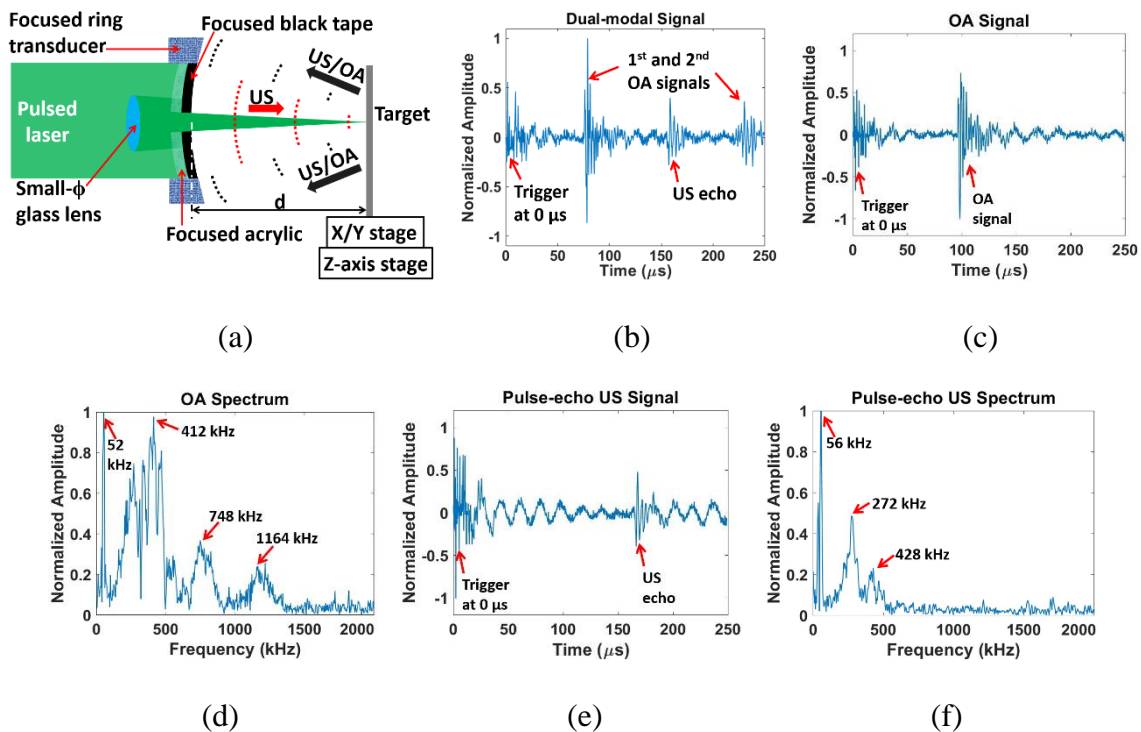 Focused ring
transducer
Focused black tape
US/OA
US
Target
Pulsed
laser
US/OA
Small-ϕ
glass lens
d
Focused acrylic
X/Y stage
Z-axis stage
(a)
Dual-modal Signal
Normalized Amplitude
1
0.5
0
-0.5
-1
1st and 2nd
OA signals
Trigger
at 0 µs
US echo
0 50 100 150 200 250
Time (µs)
(b)
OA Signal
Normalized Amplitude
1
0.5
0
-0.5
-1
Trigger
at 0 µs
OA
signal
0 50 100 150 200 250
Time (µs)
(c)
OA Spectrum
Normalized Amplitude
1
0.8
0.6
0.4
0.2
0
52
kHz
412 kHz
748 kHz
1164 kHz
0 500 1000 1500 2000
Frequency (kHz)
(d)
Pulse-echo US Signal
Normalized Amplitude
1
0.5
0
-0.5
-1
Trigger
at 0 µs
US
echo
0 50 100 150 200 250
Time (µs)
(e)
Pulse-echo US Spectrum
Normalized Amplitude
1
0.8
0.6
0.4
0.2
0
56 kHz
272 kHz
428 kHz
0 500 1000 1500 2000
Frequency (kHz)
(f)